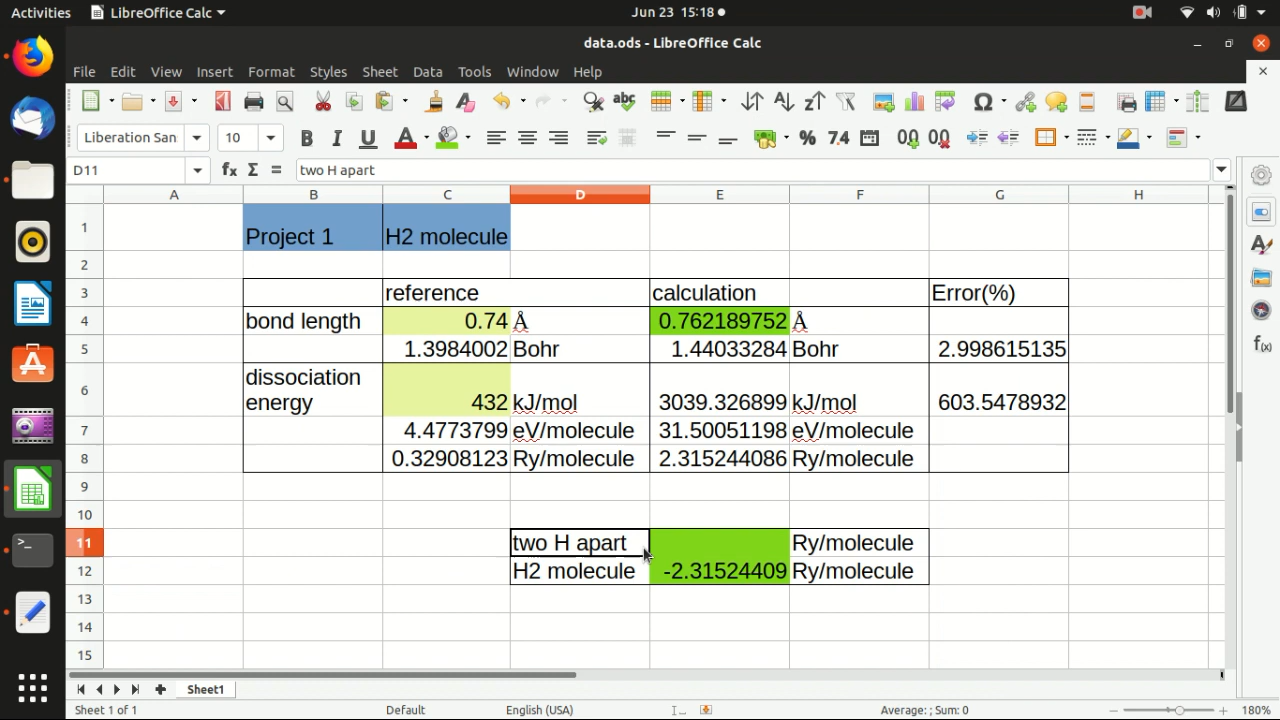 Activities LibreOffice Calc Jun 23 15:18
data.ods - LibreOffice Calc
File Edit View Insert Format Styles Sheet Data Tools Window Help
Liberation San 10
D11 two H apart
A B C D E F G H
1 Project 1 H2 molecule
2
3 reference calculation Error(%)
4 bond length 0.74 Å 0.762189752 Å
5 1.3984002 Bohr 1.44033284 Bohr 2.998615135
6 dissociation energy 432 kJ/mol 3039.326899 kJ/mol 603.5478932
7 4.4773799 eV/molecule 31.50051198 eV/molecule
8 0.32908123 Ry/molecule 2.315244086 Ry/molecule
9
10
11 two H apart Ry/molecule
12 H2 molecule -2.31524409 Ry/molecule
13
14
15
Sheet1
Sheet 1 of 1 Default English (USA) Average: ; Sum: 0 180%